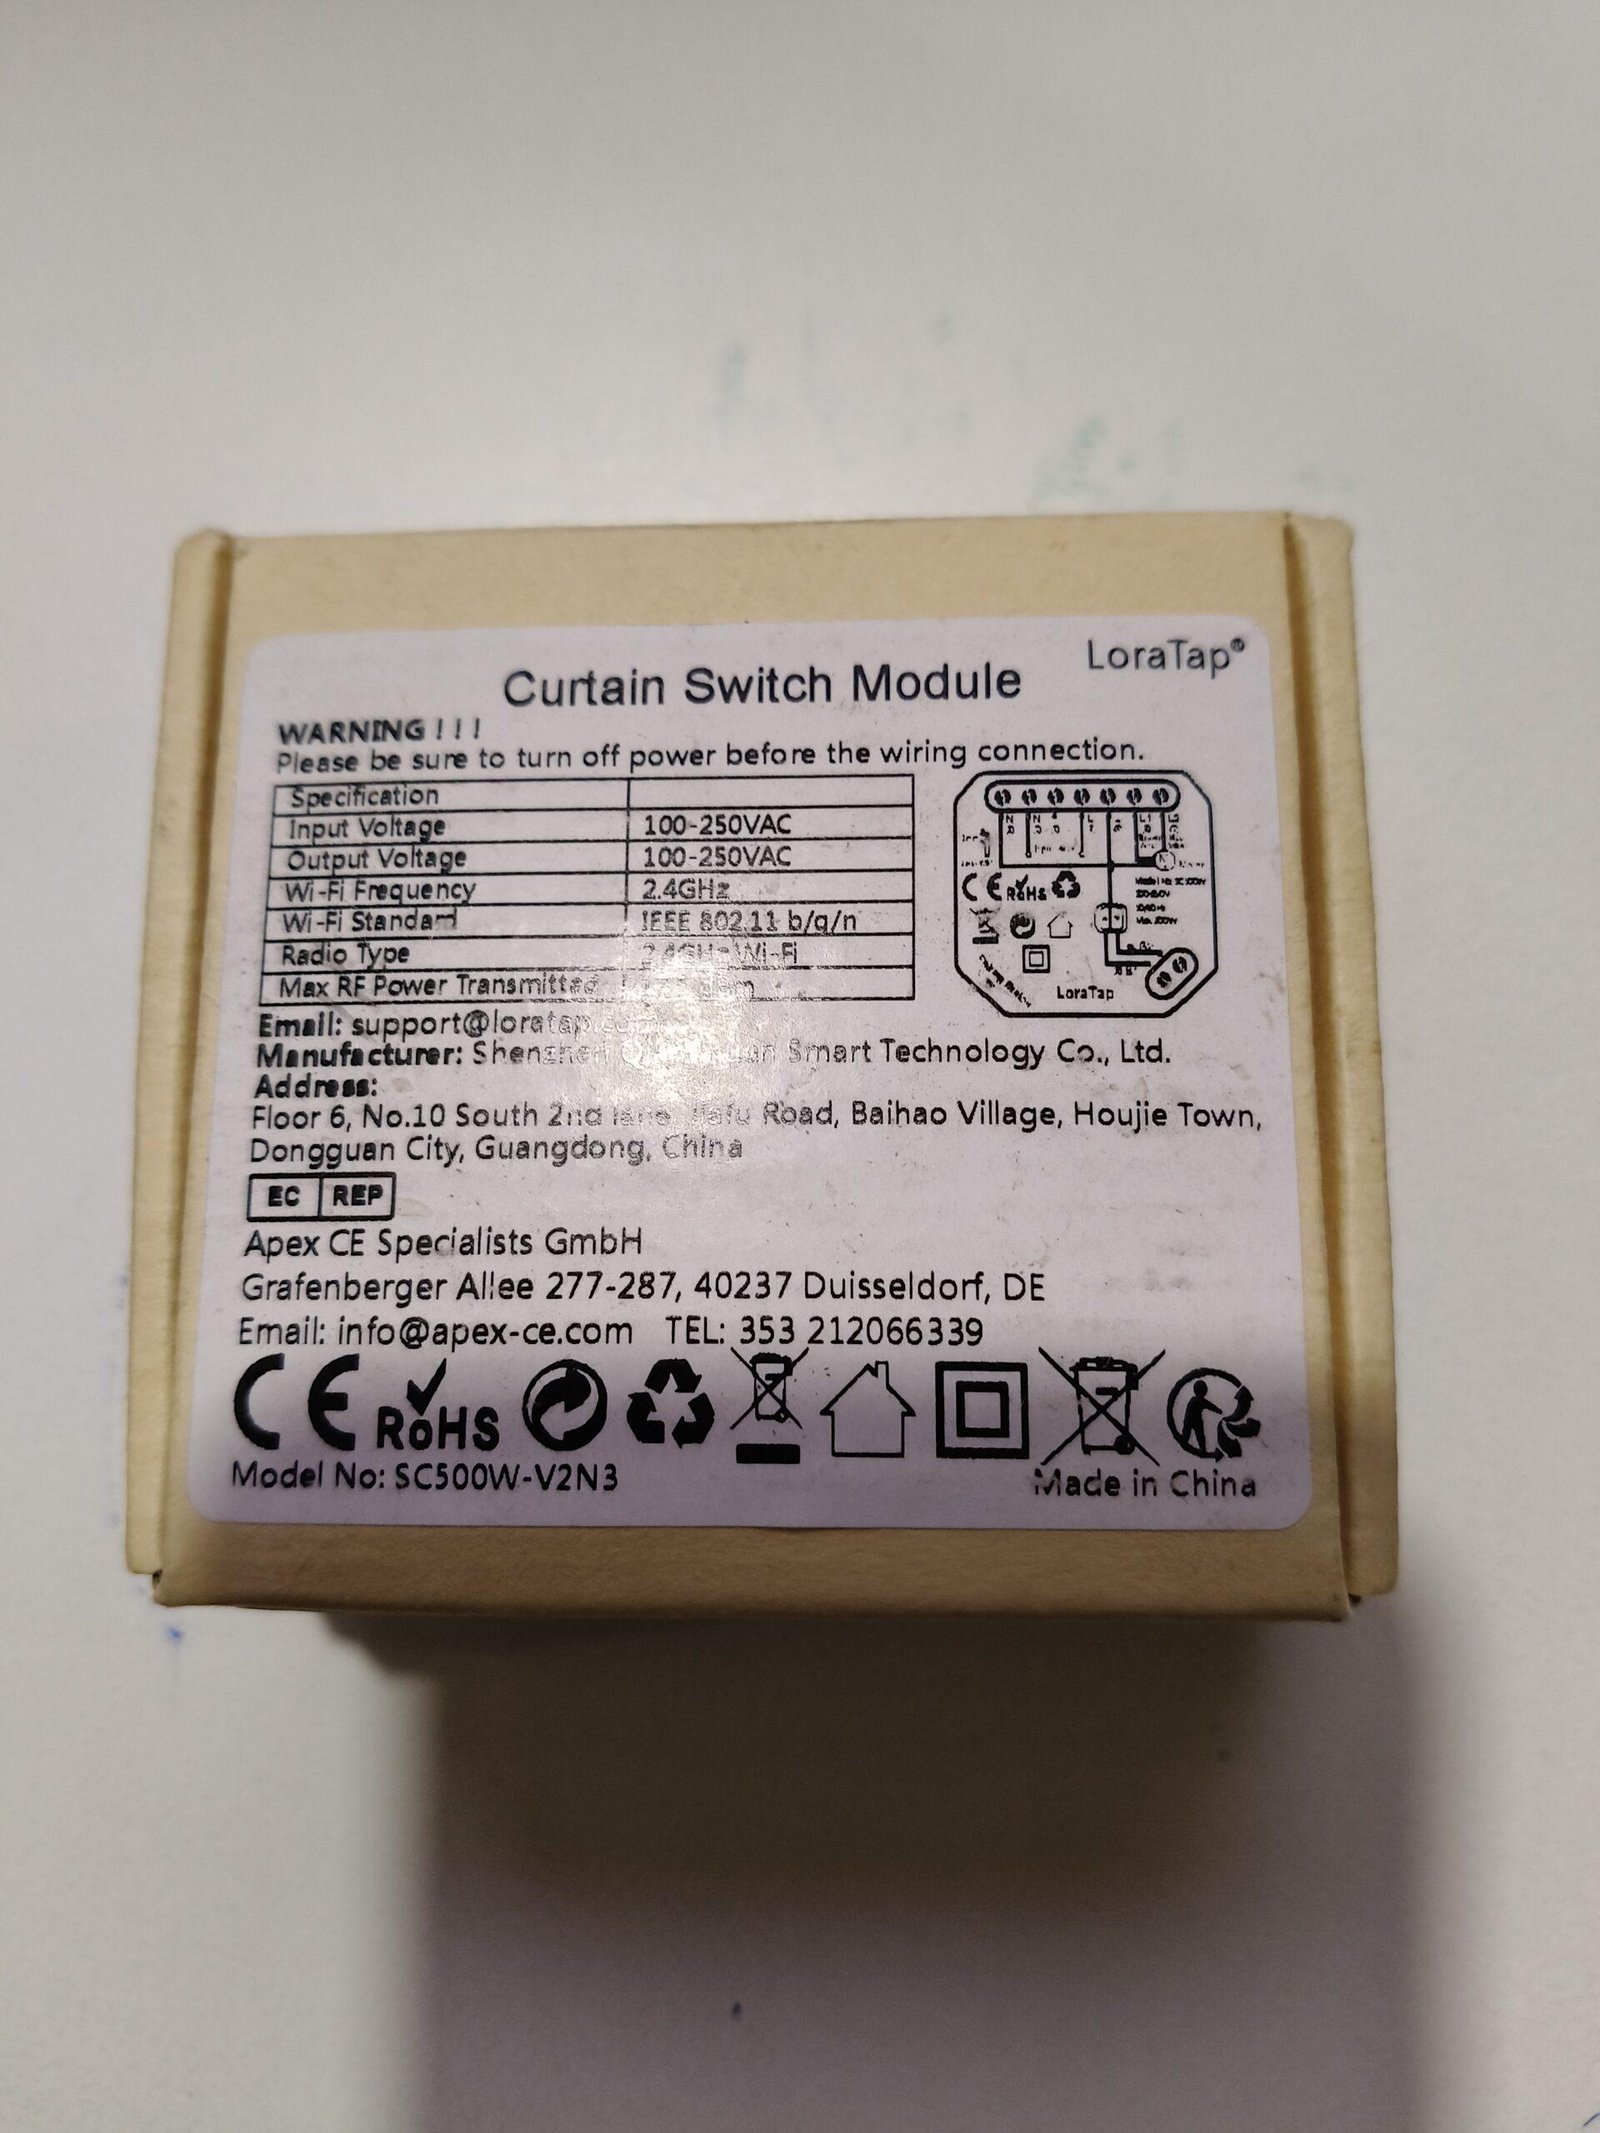 LoraTap®
Curtain Switch Module
WARNING ! ! !
Please be sure to turn off power before the wiring connection.
Specification
Input Voltage 100-250VAC
Output Voltage 100-250VAC
Wi-Fi Frequency 2.4GHz
Wi-Fi Standard IEEE 802.11 b/g/n
Radio Type 2.4GHz Wi-Fi
Max RF Power Transmitted
CE RoHS
LoraTap
Email: support@loratap
Manufacturer: Shenzhen Smart Technology Co., Ltd.
Address:
Floor 6, No.10 South 2nd lane, Road, Baihao Village, Houjie Town,
Dongguan City, Guangdong, China
EC REP
Apex CE Specialists GmbH
Grafenberger Allee 277-287, 40237 Duisseldorf, DE
Email: info@apex-ce.com TEL: 353 212066339
CE RoHS
Model No: SC500W-V2N3
Made in China